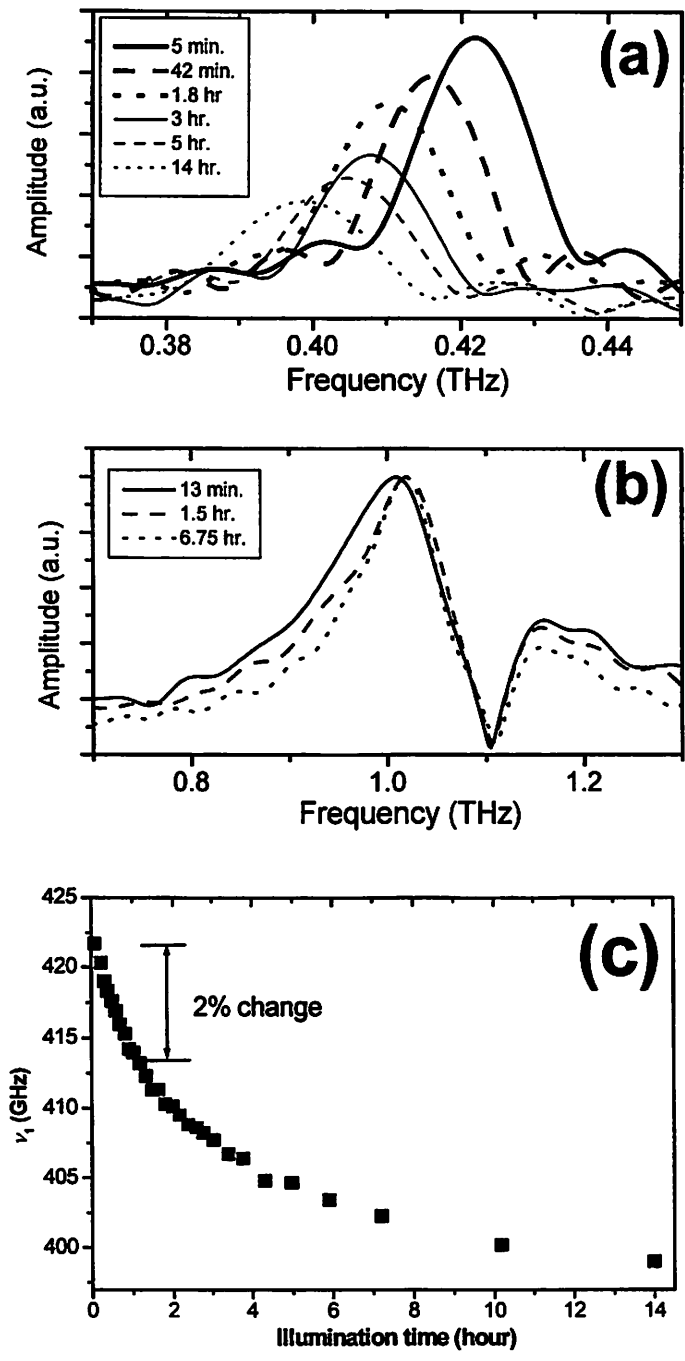 5 min.
42 min.
1.8 hr
3 hr.
5 hr.
14 hr.
(a)
Amplitude (a.u.)
0.38 0.40 0.42 0.44
Frequency (THz)
13 min.
1.5 hr.
6.75 hr.
(b)
Amplitude (a.u.)
0.8 1.0 1.2
Frequency (THz)
425
420
415
410
405
400
(c)
2% change
ν₁ (GHz)
0 2 4 6 8 10 12 14
Illumination time (hour)